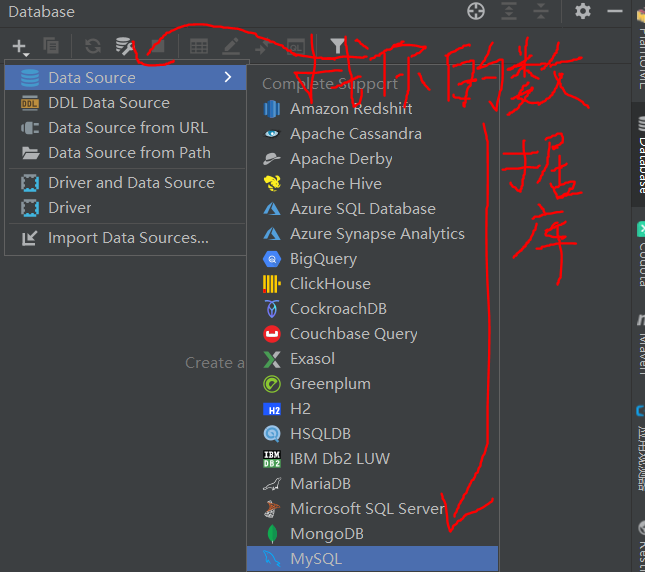 Database
Data Source
DDL Data Source
Data Source from URL
Data Source from Path
Driver and Data Source
Driver
Import Data Sources...
Create a
Complete Support
Amazon Redshift
Apache Cassandra
Apache Derby
Apache Hive
Azure SQL Database
Azure Synapse Analytics
BigQuery
ClickHouse
CockroachDB
Couchbase Query
Exasol
Greenplum
H2
HSQLDB
IBM Db2 LUW
MariaDB
Microsoft SQL Server
MongoDB
MySQL
找你的数
据库
PlantUML
Database
Codota
Maven